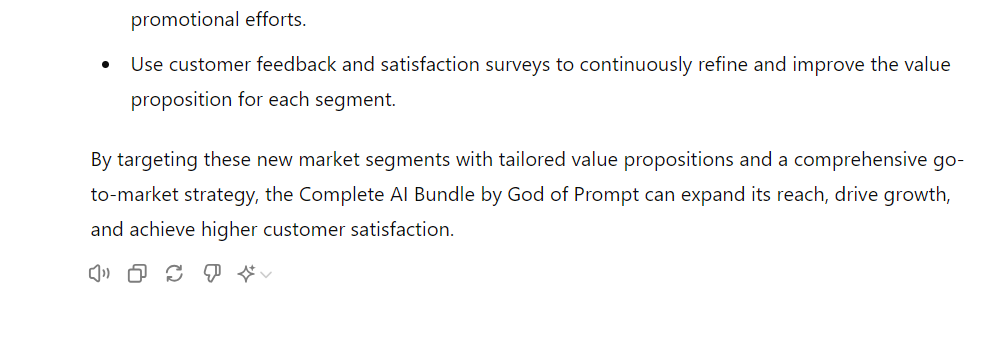 promotional efforts.
• Use customer feedback and satisfaction surveys to continuously refine and improve the value
proposition for each segment.
By targeting these new market segments with tailored value propositions and a comprehensive go-
to-market strategy, the Complete AI Bundle by God of Prompt can expand its reach, drive growth,
and achieve higher customer satisfaction.